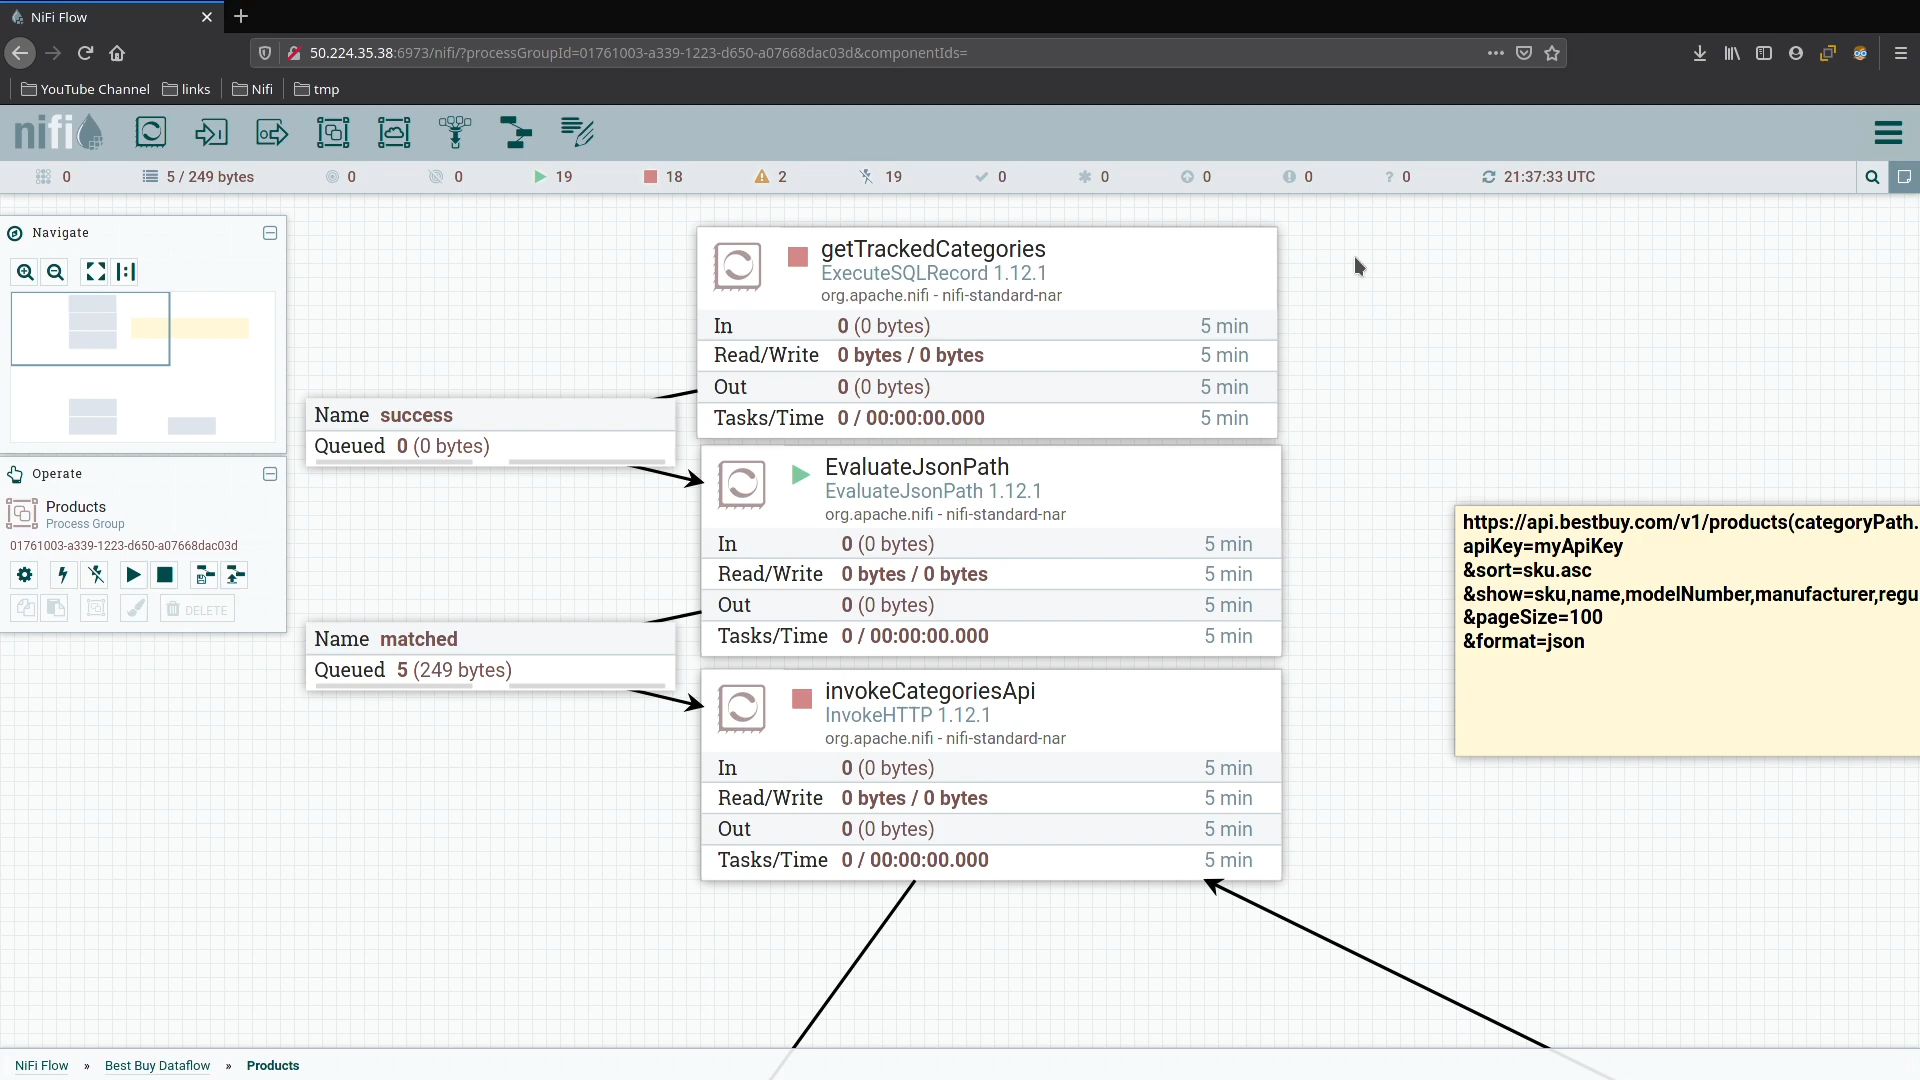 NiFi Flow
50.224.35.38:6973/nifi/?processGroupId=01761003-a339-1223-d650-a07668dac03d&componentIds=
YouTube Channel links Nifi tmp
nifi
0 5 / 249 bytes 0 0 19 18 2 19 0 0 0 0 ? 0 21:37:33 UTC
Navigate
Operate
Products
Process Group
01761003-a339-1223-d650-a07668dac03d
DELETE
getTrackedCategories
ExecuteSQLRecord 1.12.1
org.apache.nifi - nifi-standard-nar
In 0 (0 bytes) 5 min
Read/Write 0 bytes / 0 bytes 5 min
Out 0 (0 bytes) 5 min
Tasks/Time 0 / 00:00:00.000 5 min
Name success
Queued 0 (0 bytes)
EvaluateJsonPath
EvaluateJsonPath 1.12.1
org.apache.nifi - nifi-standard-nar
In 0 (0 bytes) 5 min
Read/Write 0 bytes / 0 bytes 5 min
Out 0 (0 bytes) 5 min
Tasks/Time 0 / 00:00:00.000 5 min
Name matched
Queued 5 (249 bytes)
invokeCategoriesApi
InvokeHTTP 1.12.1
org.apache.nifi - nifi-standard-nar
In 0 (0 bytes) 5 min
Read/Write 0 bytes / 0 bytes 5 min
Out 0 (0 bytes) 5 min
Tasks/Time 0 / 00:00:00.000 5 min
https://api.bestbuy.com/v1/products(categoryPath.
apiKey=myApiKey
&sort=sku.asc
&show=sku,name,modelNumber,manufacturer,regu
&pageSize=100
&format=json
NiFi Flow » Best Buy Dataflow » Products